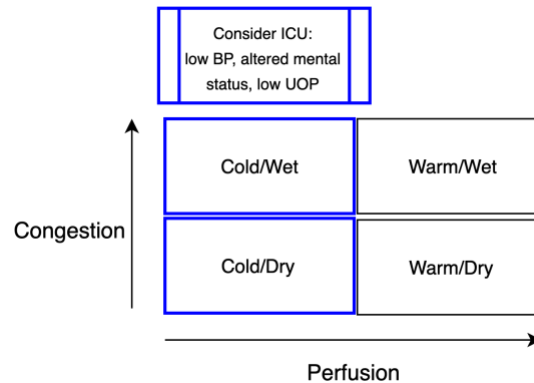 Consider ICU:
low BP, altered mental
status, low UOP
Cold/Wet
Warm/Wet
Congestion
Cold/Dry
Warm/Dry
Perfusion